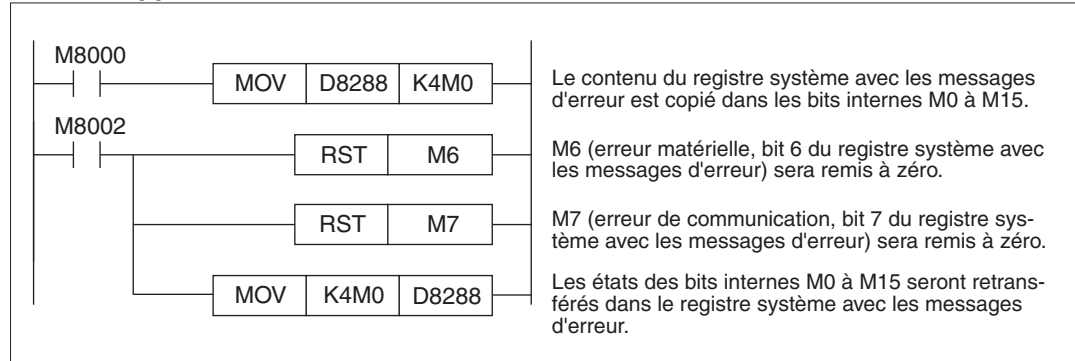 M8000
MOV D8288 K4M0
Le contenu du registre système avec les messages
d'erreur est copié dans les bits internes M0 à M15.
M8002
RST M6
M6 (erreur matérielle, bit 6 du registre système avec
les messages d'erreur) sera remis à zéro.
RST M7
M7 (erreur de communication, bit 7 du registre sys-
tème avec les messages d'erreur) sera remis à zéro.
MOV K4M0 D8288
Les états des bits internes M0 à M15 seront retrans-
férés dans le registre système avec les messages
d'erreur.